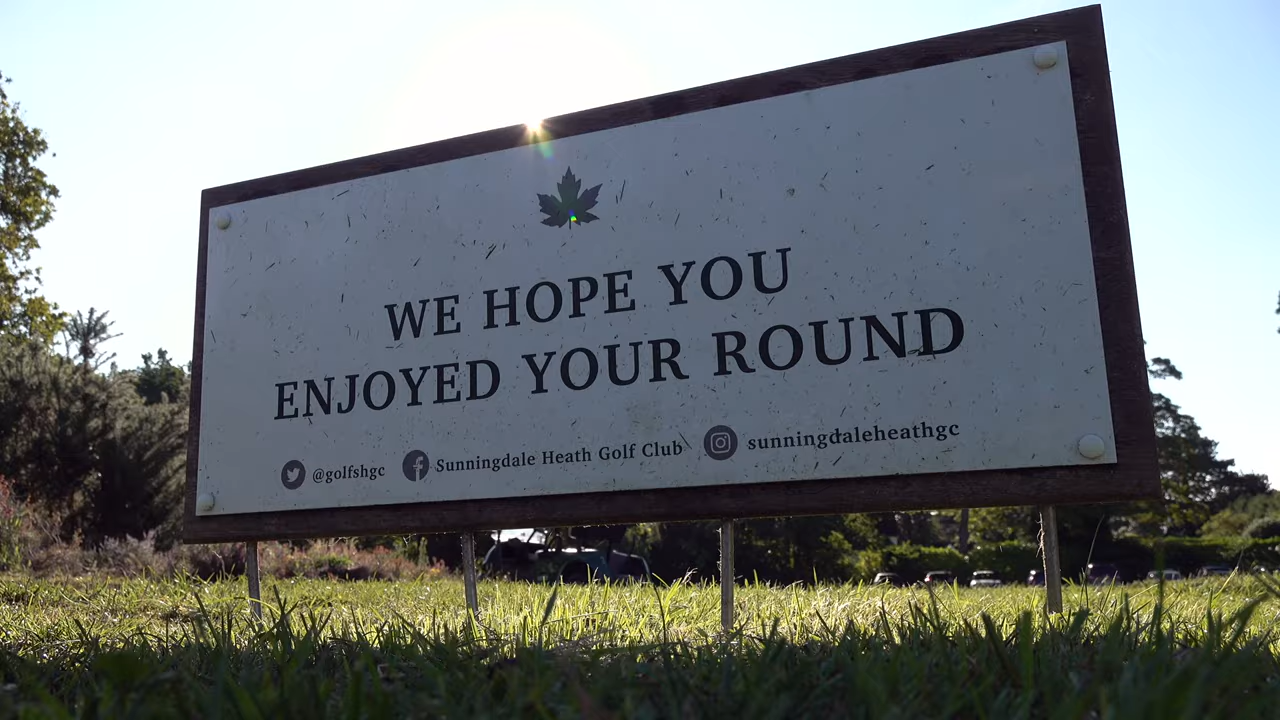 WE HOPE YOU
ENJOYED YOUR ROUND
@golfshgc Sunningdale Heath Golf Club sunningdaleheathgc